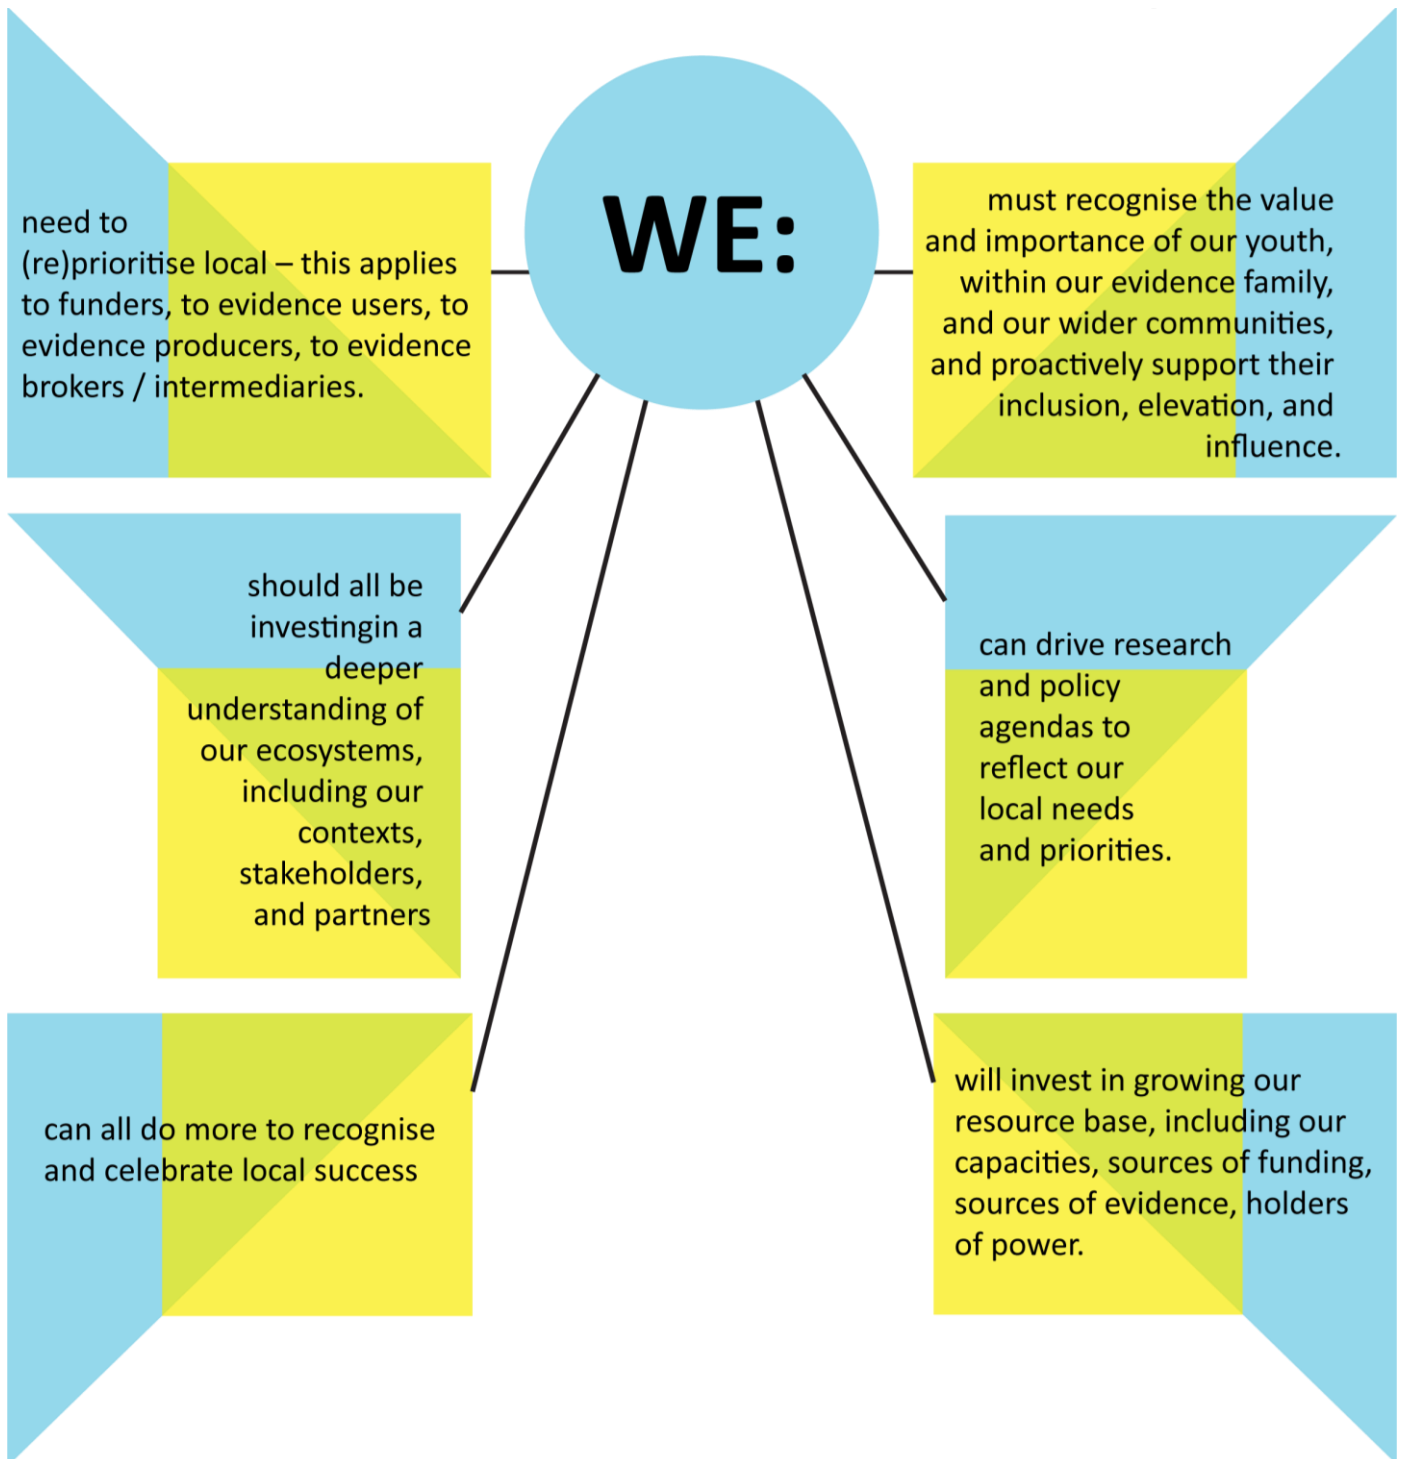 WE:
need to
(re)prioritise local – this applies
to funders, to evidence users, to
evidence producers, to evidence
brokers / intermediaries.
must recognise the value
and importance of our youth,
within our evidence family,
and our wider communities,
and proactively support their
inclusion, elevation, and
influence.
should all be
investingin a
deeper
understanding of
our ecosystems,
including our
contexts,
stakeholders,
and partners
can drive research
and policy
agendas to
reflect our
local needs
and priorities.
can all do more to recognise
and celebrate local success
will invest in growing our
resource base, including our
capacities, sources of funding,
sources of evidence, holders
of power.